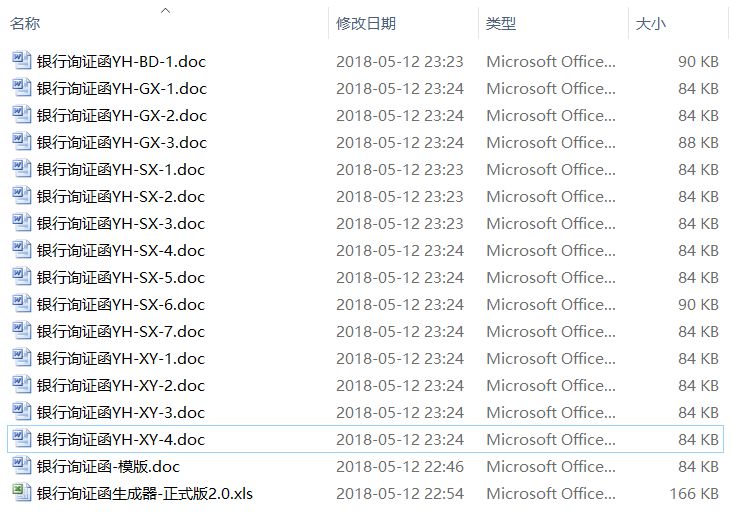 名称 修改日期 类型 大小
银行询证函YH-BD-1.doc 2018-05-12 23:23 Microsoft Office... 90 KB
银行询证函YH-GX-1.doc 2018-05-12 23:24 Microsoft Office... 84 KB
银行询证函YH-GX-2.doc 2018-05-12 23:24 Microsoft Office... 84 KB
银行询证函YH-GX-3.doc 2018-05-12 23:24 Microsoft Office... 88 KB
银行询证函YH-SX-1.doc 2018-05-12 23:23 Microsoft Office... 84 KB
银行询证函YH-SX-2.doc 2018-05-12 23:23 Microsoft Office... 84 KB
银行询证函YH-SX-3.doc 2018-05-12 23:23 Microsoft Office... 84 KB
银行询证函YH-SX-4.doc 2018-05-12 23:24 Microsoft Office... 84 KB
银行询证函YH-SX-5.doc 2018-05-12 23:24 Microsoft Office... 84 KB
银行询证函YH-SX-6.doc 2018-05-12 23:24 Microsoft Office... 90 KB
银行询证函YH-SX-7.doc 2018-05-12 23:24 Microsoft Office... 84 KB
银行询证函YH-XY-1.doc 2018-05-12 23:24 Microsoft Office... 84 KB
银行询证函YH-XY-2.doc 2018-05-12 23:24 Microsoft Office... 84 KB
银行询证函YH-XY-3.doc 2018-05-12 23:24 Microsoft Office... 84 KB
银行询证函YH-XY-4.doc 2018-05-12 23:24 Microsoft Office... 84 KB
银行询证函-模版.doc 2018-05-12 22:46 Microsoft Office... 84 KB
银行询证函生成器-正式版2.0.xls 2018-05-12 22:54 Microsoft Office... 166 KB